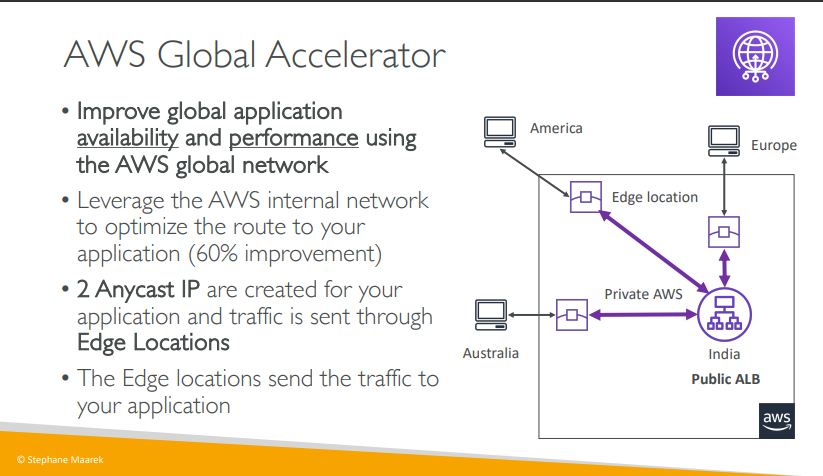 AWS Global Accelerator
• Improve global application
availability and performance using
the AWS global network
• Leverage the AWS internal network
to optimize the route to your
application (60% improvement)
• 2 Anycast IP are created for your
application and traffic is sent through
Edge Locations
• The Edge locations send the traffic to
your application
America
Europe
Edge location
Private AWS
Australia
India
Public ALB
aws
© Stephane Maarek